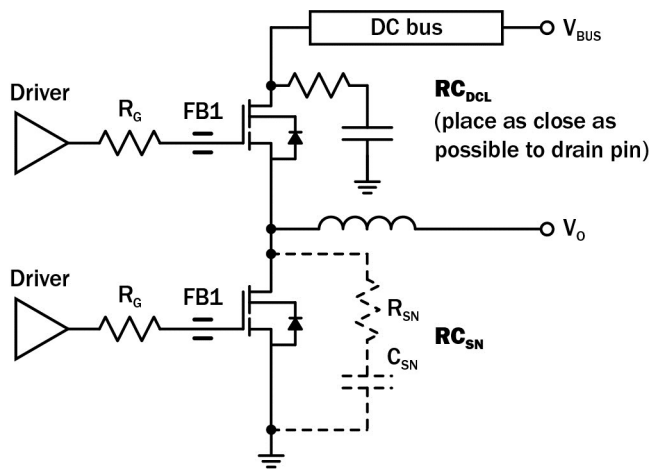 DC bus
V_BUS
Driver
R_G
FB1
RC_DCL
(place as close as
possible to drain pin)
V_O
Driver
R_G
FB1
R_SN
RC_SN
C_SN